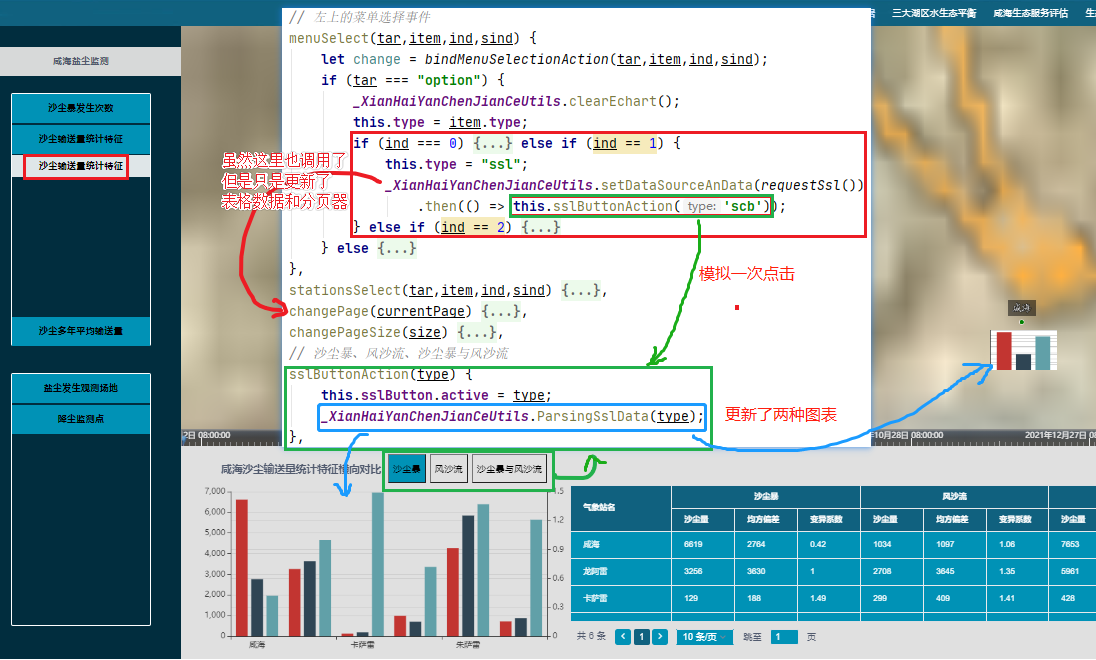 居 三大湖区水生态平衡 咸海生态服务评估 生
咸海盐尘监测
沙尘暴发生次数
沙尘输送量统计特征
沙尘输送量统计特征
沙尘多年平均输送量
盐尘发生观测场地
降尘监测点
// 左上的菜单选择事件
menuSelect(tar,item,ind,sind) {
let change = bindMenuSelectionAction(tar,item,ind,sind);
if (tar === "option") {
_XianHaiYanChenJianCeUtils.clearEchart();
this.type = item.type;
if (ind === 0) {...} else if (ind == 1) {
this.type = "ssl";
_XianHaiYanChenJianCeUtils.setDataSourceAnData(requestSsl())
.then(() => this.sslButtonAction( type: 'scb'));
} else if (ind == 2) {...}
} else {...}
},
stationsSelect(tar,item,ind,sind) {...},
changePage(currentPage) {...},
changePageSize(size) {...},
// 沙尘暴、风沙流、沙尘暴与风沙流
sslButtonAction(type) {
this.sslButton.active = type;
_XianHaiYanChenJianCeUtils.ParsingSslData(type);
},
虽然这里也调用了
但是只是更新了
表格数据和分页器
模拟一次点击
更新了两种图表
咸海
7日 08:00:00
年10月28日 08:00:00
2021年12月27日 08
咸海沙尘输送量统计特征横向对比
沙尘暴 风沙流 沙尘暴与风沙流
7,000
6,000
5,000
4,000
3,000
2,000
1,000
0
1.5
1.2
0.9
0.6
0.3
0
咸海 卡萨雷 朱萨雷
气象站名 沙尘暴 风沙流
沙尘量 均方偏差 变异系数 沙尘量 均方偏差 变异系数 沙尘量
咸海 6619 2764 0.42 1034 1097 1.06 7653
龙阿雷 3256 3630 1 2708 3645 1.35 5961
卡萨雷 129 188 1.49 299 409 1.41 428
共 6 条 < 1 > 10 条/页 跳至 1 页